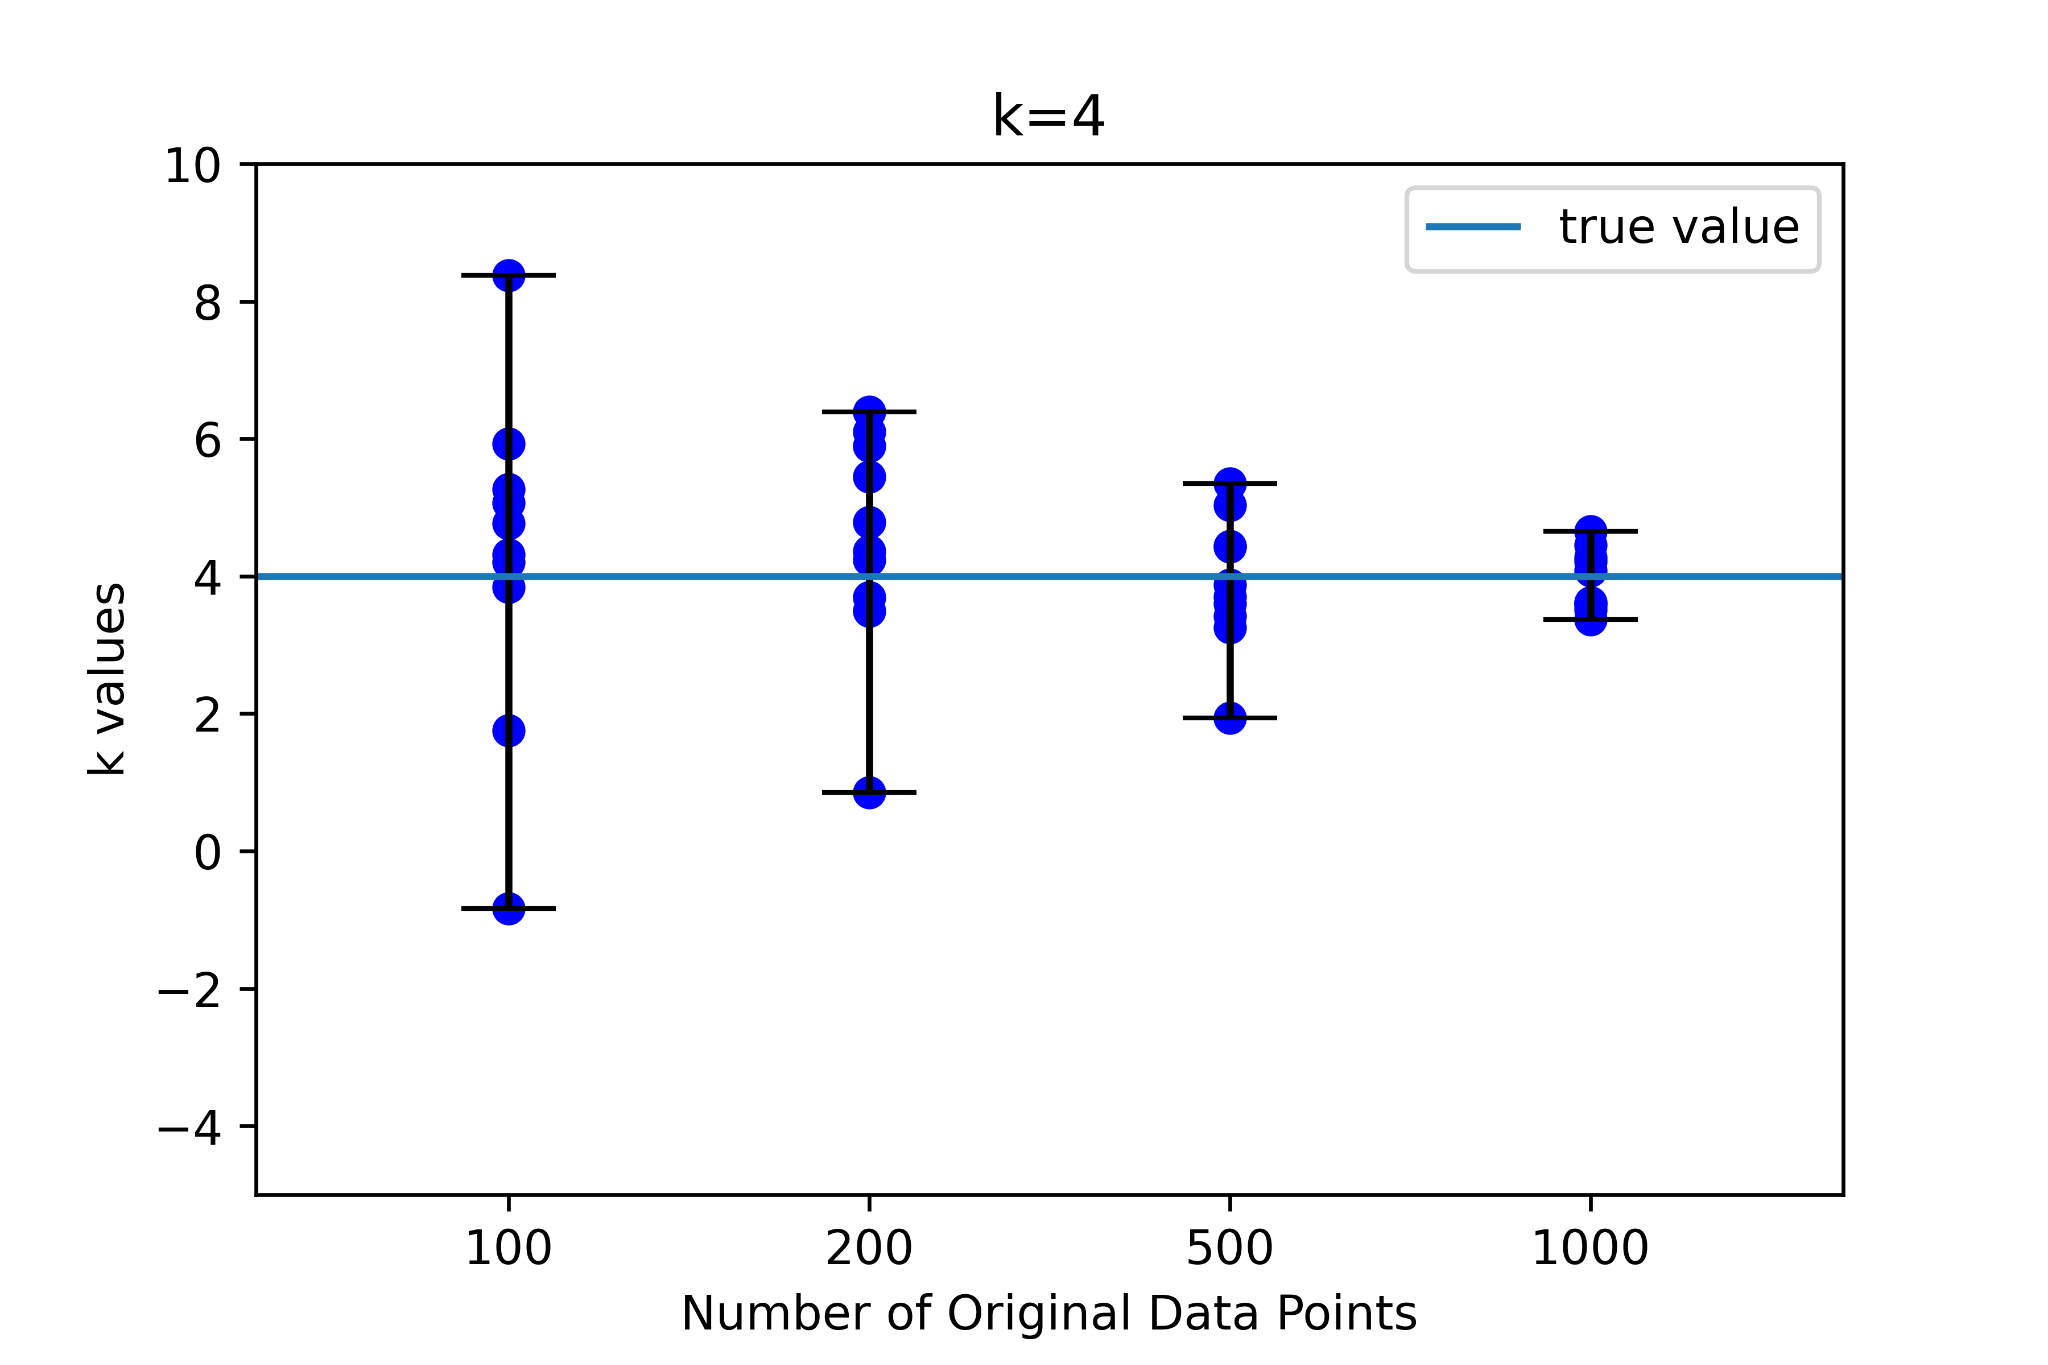 k=4
true value
k values
10
8
6
4
2
0
−2
−4
100 200 500 1000
Number of Original Data Points